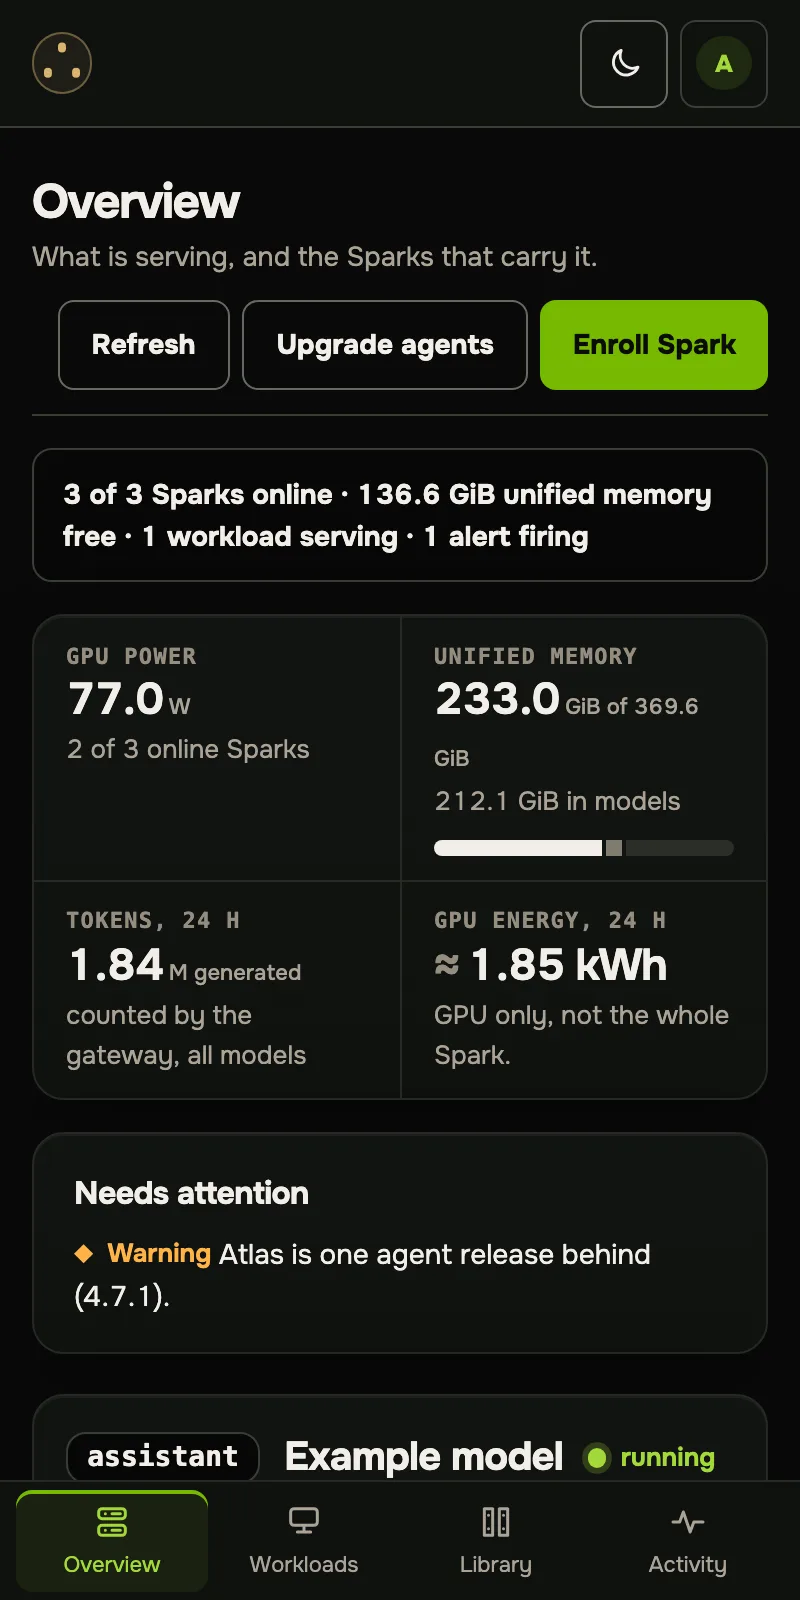 A
Overview
What is serving, and the Sparks that carry it.
Refresh
Upgrade agents
Enroll Spark
3 of 3 Sparks online · 136.6 GiB unified memory
free · 1 workload serving · 1 alert firing
GPU POWER
77.0 W
2 of 3 online Sparks
UNIFIED MEMORY
233.0 GiB of 369.6
GiB
212.1 GiB in models
TOKENS, 24 H
1.84 M generated
counted by the
gateway, all models
GPU ENERGY, 24 H
≈ 1.85 kWh
GPU only, not the whole
Spark.
Needs attention
◆ Warning Atlas is one agent release behind
(4.7.1).
assistant Example model running
Overview
Workloads
Library
Activity